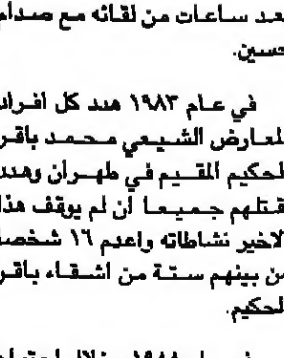 بعد ساعات من لقائه مع صدام
حسين.
في عام ١٩٨٣ هدد كل افراد
المعارض الشيعي محمد باقر
الحكيم المقيم في طهران وهدد
بقتلهم جميعا ان لم يوقف هذا
الاخير نشاطاته واعدم ١٦ شخصا
من بينهم ستة من اشقاء باقر
الحكيم.